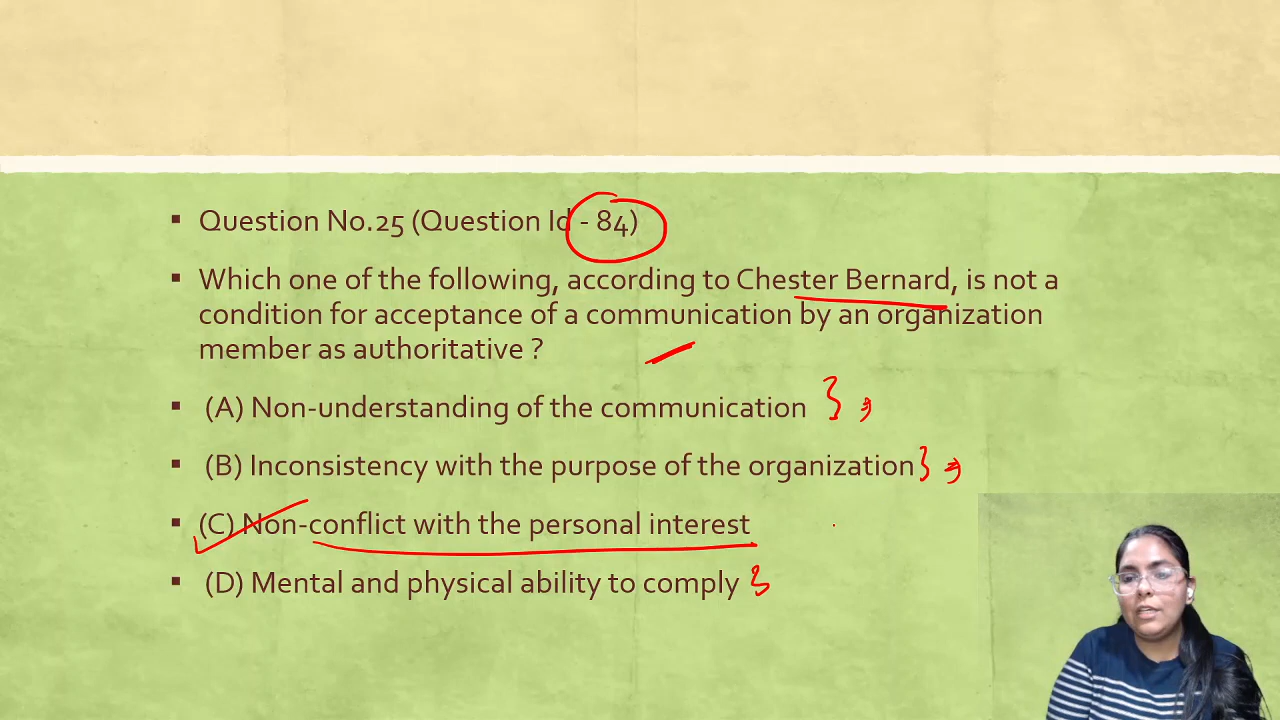 ▪ Question No.25 (Question Id - 84)
▪ Which one of the following, according to Chester Bernard, is not a
condition for acceptance of a communication by an organization
member as authoritative ?
▪ (A) Non-understanding of the communication
▪ (B) Inconsistency with the purpose of the organization
▪ (C) Non-conflict with the personal interest
▪ (D) Mental and physical ability to comply